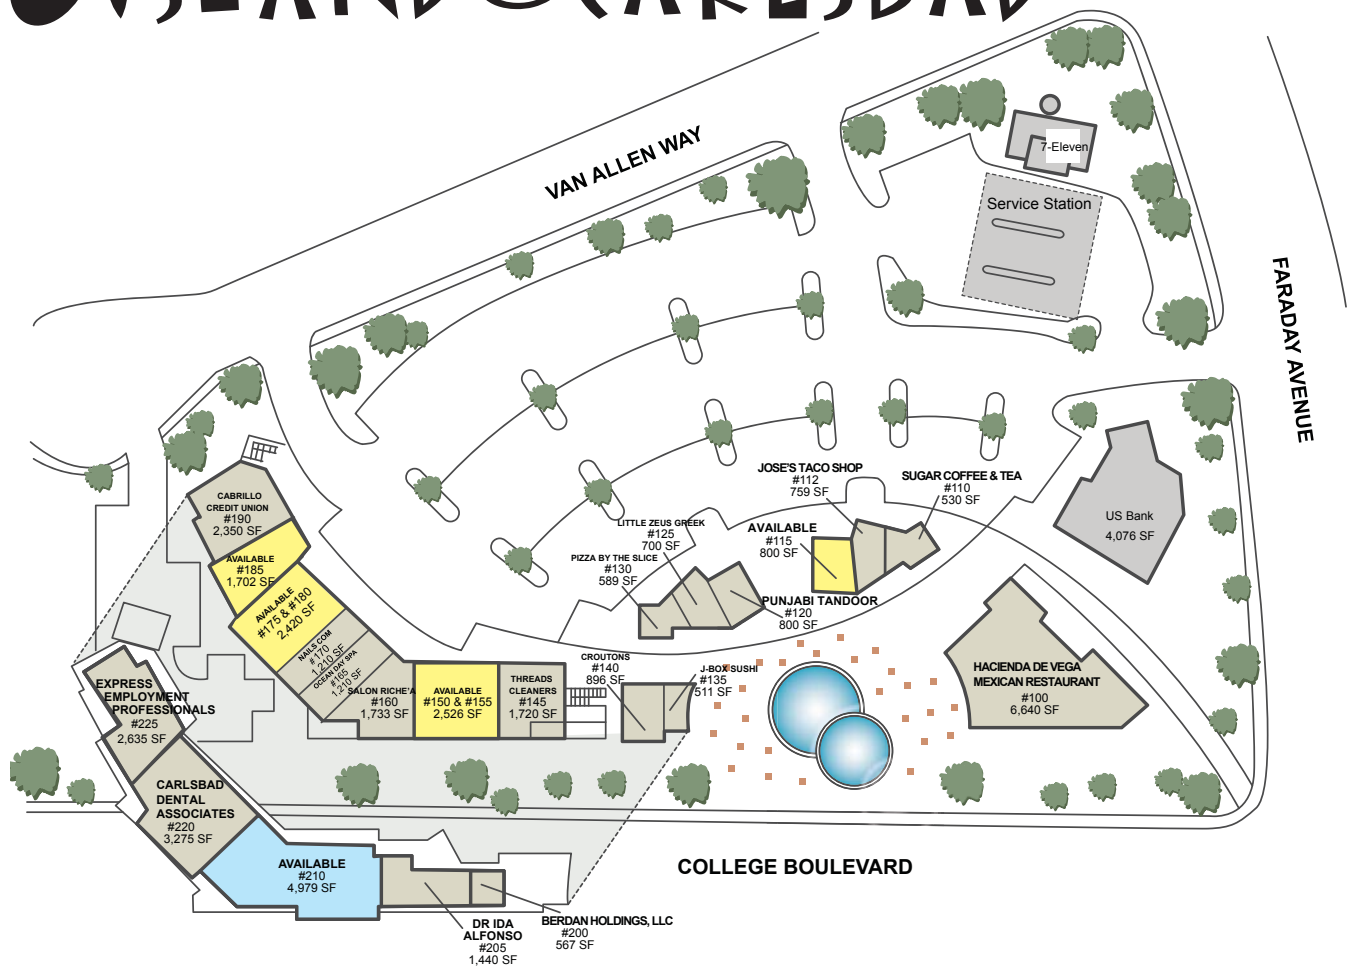 ISLAND @ CARLSBAD
VAN ALLEN WAY
7-Eleven
Service Station
FARADAY AVENUE
US Bank
4,076 SF
JOSE'S TACO SHOP
#112
759 SF
SUGAR COFFEE & TEA
#110
530 SF
AVAILABLE
#115
800 SF
LITTLE ZEUS GREEK
#125
700 SF
PIZZA BY THE SLICE
#130
589 SF
PUNJABI TANDOOR
#120
800 SF
CABRILLO
CREDIT UNION
#190
2,350 SF
AVAILABLE
#185
1,702 SF
AVAILABLE
#175 & #180
2,420 SF
NAILS COM
#170
1,210 SF
OCEAN DAY SPA
#165
1,210 SF
SALON RICHE'A
#160
1,733 SF
AVAILABLE
#150 & #155
2,526 SF
THREADS
CLEANERS
#145
1,720 SF
CROUTONS
#140
896 SF
J-BOX SUSHI
#135
511 SF
HACIENDA DE VEGA
MEXICAN RESTAURANT
#100
6,640 SF
EXPRESS
EMPLOYMENT
PROFESSIONALS
#225
2,635 SF
CARLSBAD
DENTAL
ASSOCIATES
#220
3,275 SF
AVAILABLE
#210
4,979 SF
COLLEGE BOULEVARD
DR IDA
ALFONSO
#205
1,440 SF
BERDAN HOLDINGS, LLC
#200
567 SF